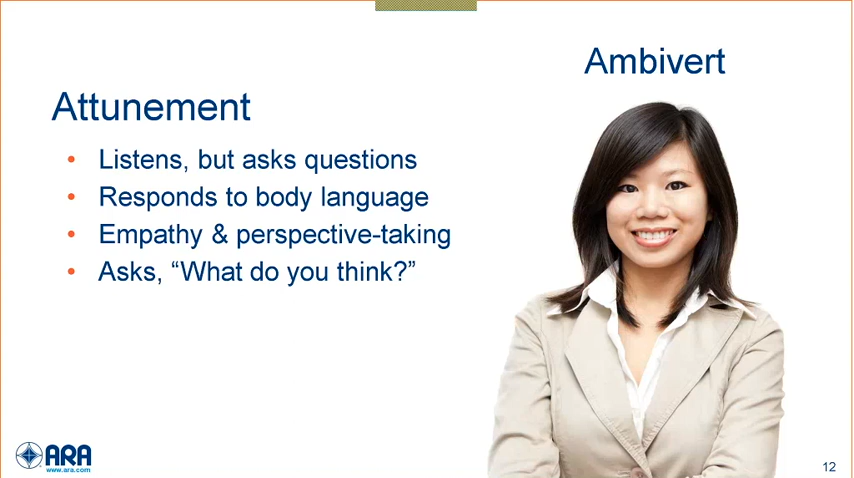 Ambivert
Attunement
• Listens, but asks questions
• Responds to body language
• Empathy & perspective-taking
• Asks, “What do you think?”
ARA
www.ara.com
12